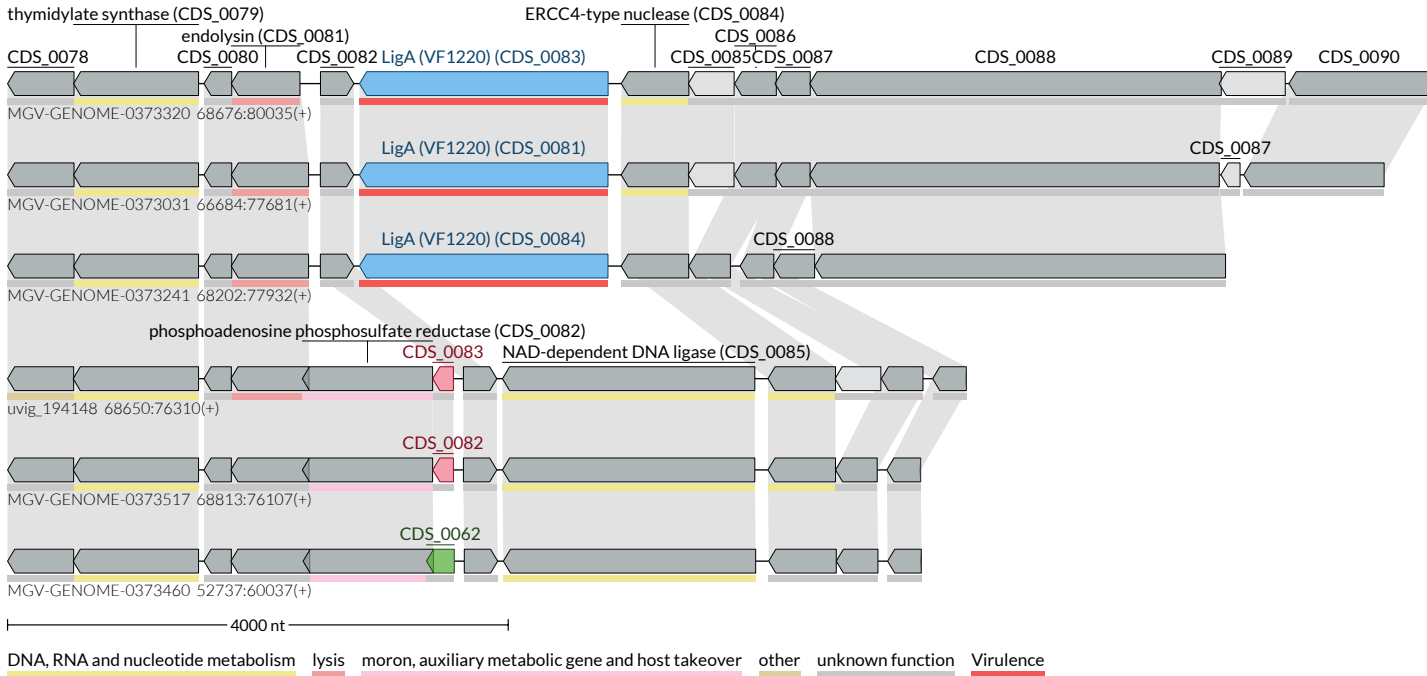 thymidylate synthase (CDS_0079) ERCC4-type nuclease (CDS_0084)
endolysin (CDS_0081) CDS_0086
CDS_0078 CDS_0080 CDS_0082 LigA (VF1220) (CDS_0083) CDS_0085 CDS_0087 CDS_0088 CDS_0089 CDS_0090
MGV-GENOME-0373320 68676:80035(+)
LigA (VF1220) (CDS_0081) CDS_0087
MGV-GENOME-0373031 66684:77681(+)
LigA (VF1220) (CDS_0084) CDS_0088
MGV-GENOME-0373241 68202:77932(+)
phosphoadenosine phosphosulfate reductase (CDS_0082)
CDS_0083 NAD-dependent DNA ligase (CDS_0085)
uvig_194148 68650:76310(+)
CDS_0082
MGV-GENOME-0373517 68813:76107(+)
CDS_0062
MGV-GENOME-0373460 52737:60037(+)
4000 nt
DNA, RNA and nucleotide metabolism lysis moron, auxiliary metabolic gene and host takeover other unknown function Virulence